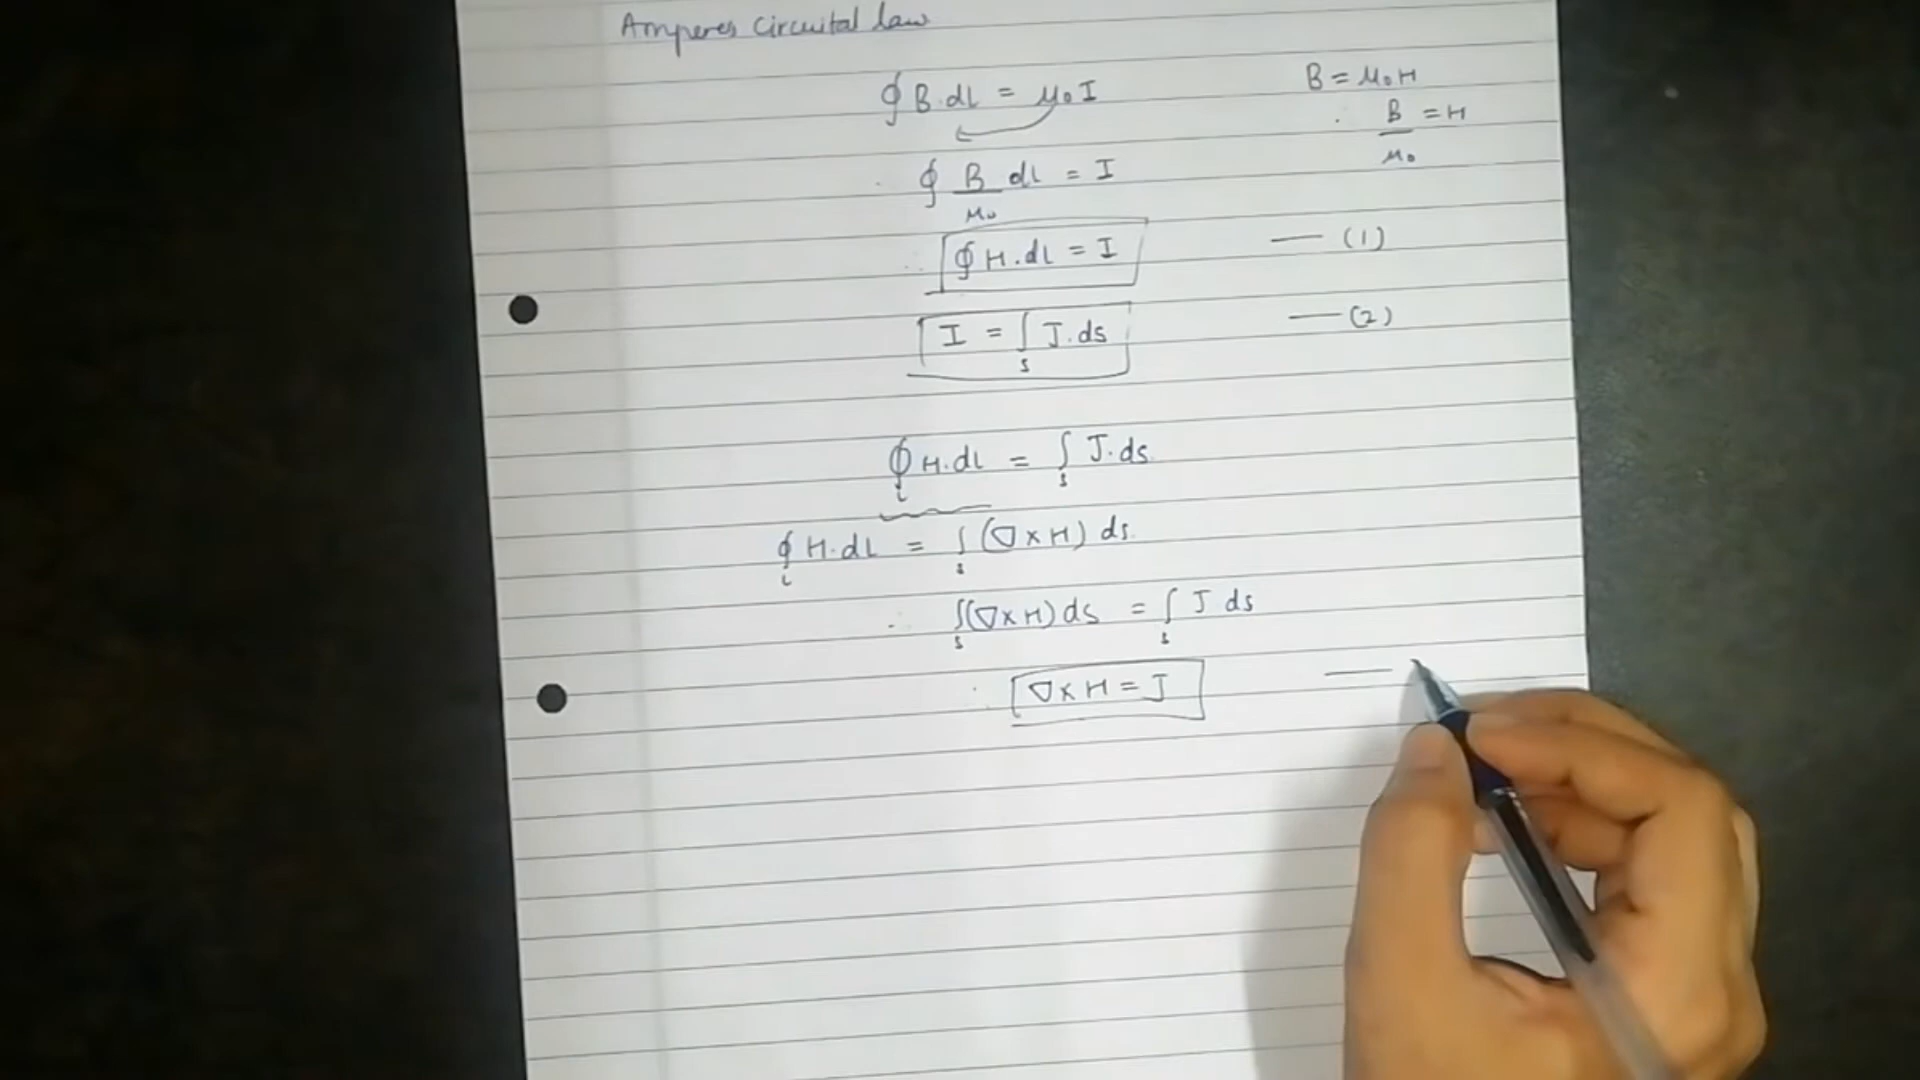 Amperes Circuital Law
∮ B.dL = μ₀I
B = μ₀H
∴ B/μ₀ = H
∴ ∮ B/μ₀ dL = I
∴ ∮ H.dL = I — (1)
I = ∫s J.ds — (2)
∮L H.dL = ∫s J.ds.
∮L H.dL = ∫s (∇×H) ds.
∴ ∫s (∇×H) ds = ∫s J ds
∴ ∇×H = J —